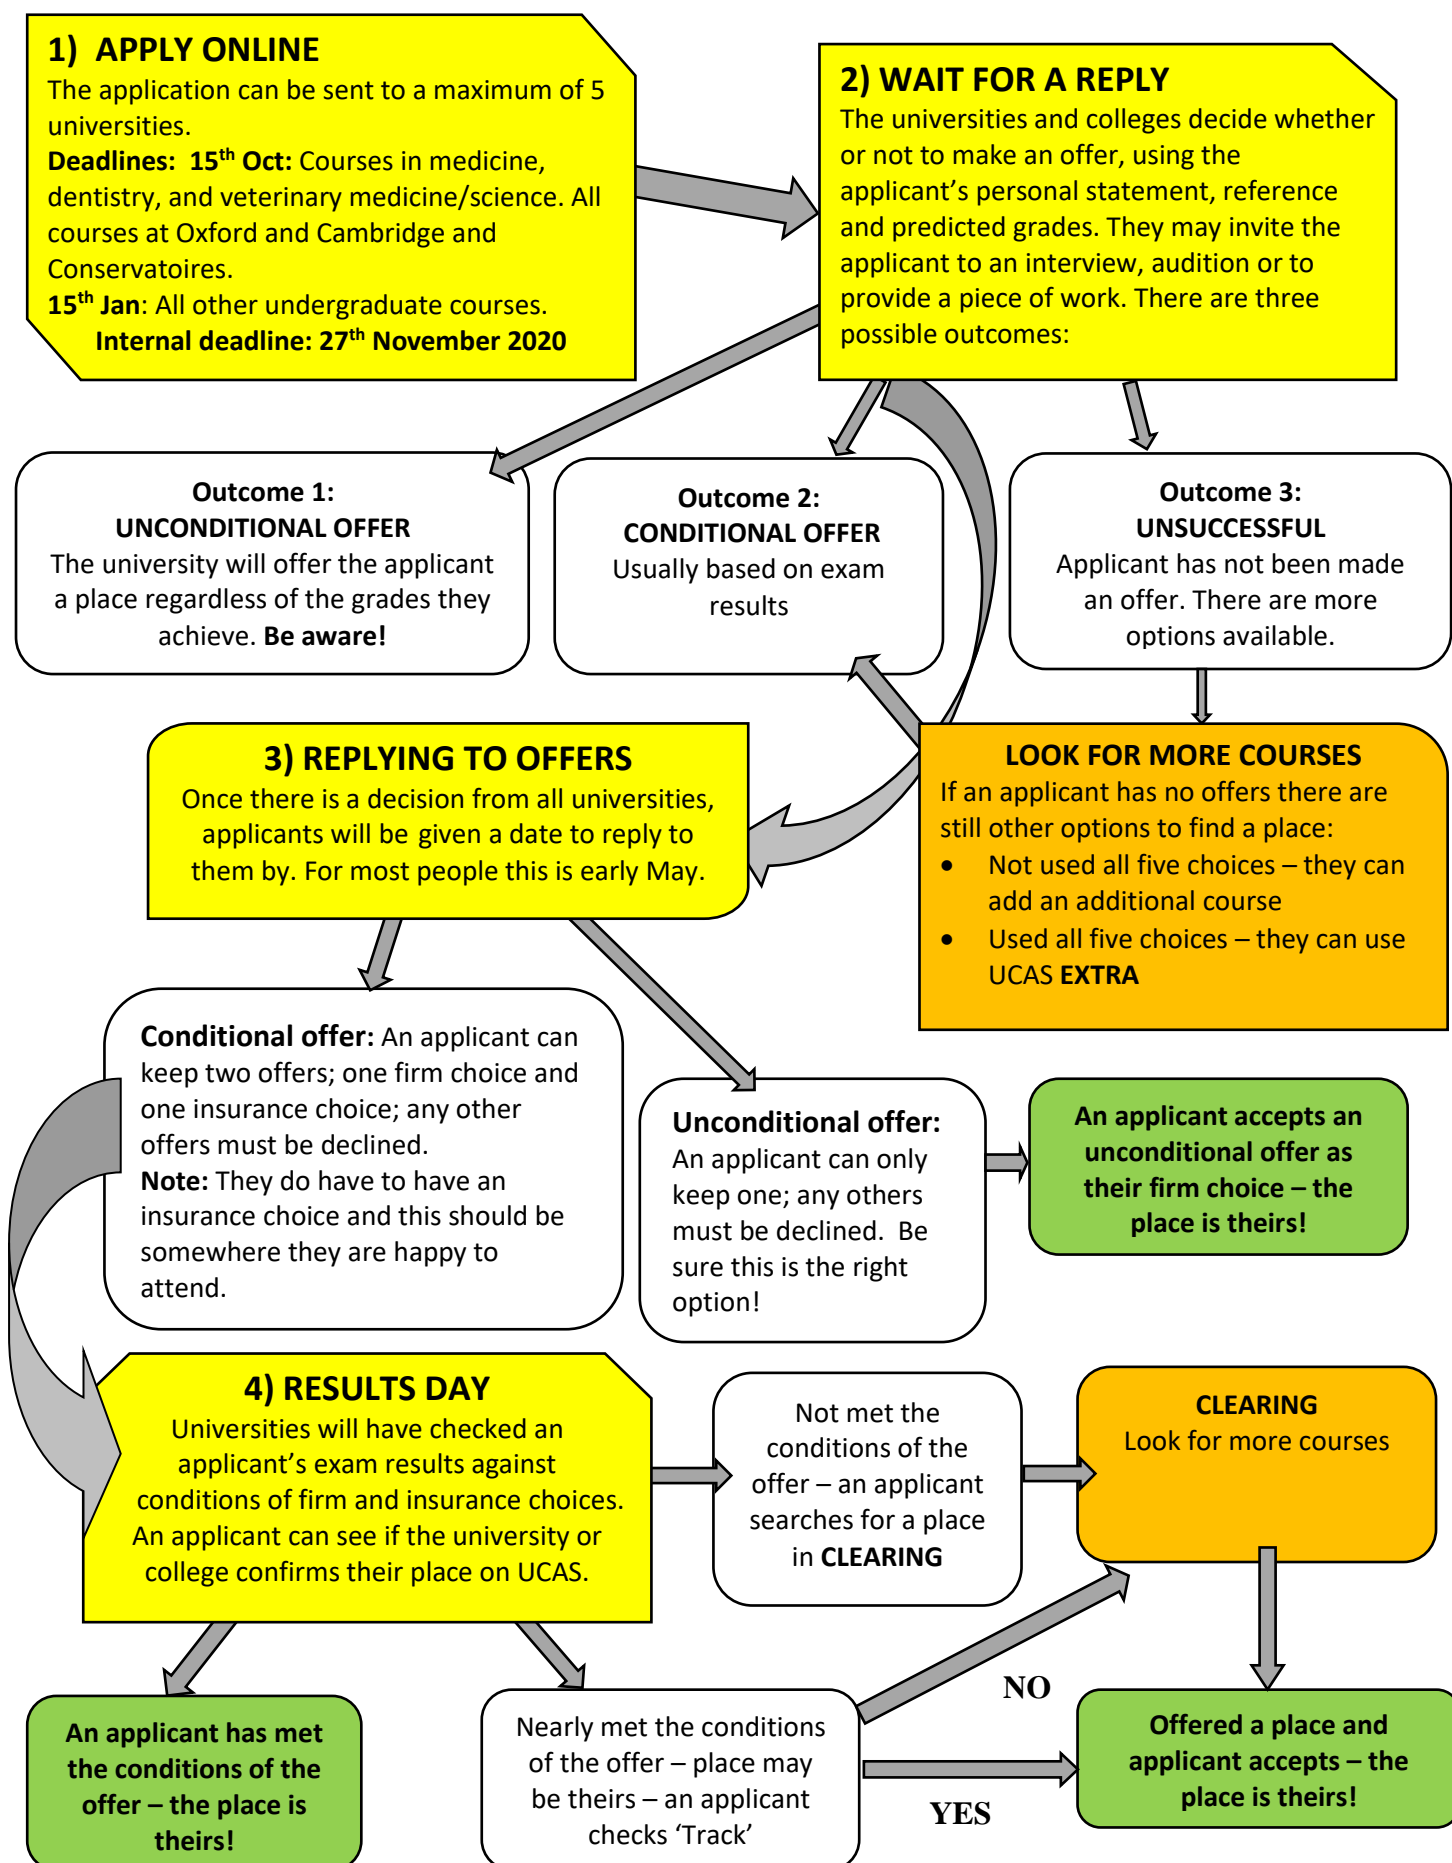 1) APPLY ONLINE
The application can be sent to a maximum of 5
universities.
Deadlines: 15th Oct: Courses in medicine,
dentistry, and veterinary medicine/science. All
courses at Oxford and Cambridge and
Conservatoires.
15th Jan: All other undergraduate courses.
Internal deadline: 27th November 2020
2) WAIT FOR A REPLY
The universities and colleges decide whether
or not to make an offer, using the
applicant’s personal statement, reference
and predicted grades. They may invite the
applicant to an interview, audition or to
provide a piece of work. There are three
possible outcomes:
Outcome 1:
UNCONDITIONAL OFFER
The university will offer the applicant
a place regardless of the grades they
achieve. Be aware!
Outcome 2:
CONDITIONAL OFFER
Usually based on exam
results
Outcome 3:
UNSUCCESSFUL
Applicant has not been made
an offer. There are more
options available.
3) REPLYING TO OFFERS
Once there is a decision from all universities,
applicants will be given a date to reply to
them by. For most people this is early May.
LOOK FOR MORE COURSES
If an applicant has no offers there are
still other options to find a place:
• Not used all five choices – they can
add an additional course
• Used all five choices – they can use
UCAS EXTRA
Conditional offer: An applicant can
keep two offers; one firm choice and
one insurance choice; any other
offers must be declined.
Note: They do have to have an
insurance choice and this should be
somewhere they are happy to
attend.
Unconditional offer:
An applicant can only
keep one; any others
must be declined. Be
sure this is the right
option!
An applicant accepts an
unconditional offer as
their firm choice – the
place is theirs!
4) RESULTS DAY
Universities will have checked an
applicant’s exam results against
conditions of firm and insurance choices.
An applicant can see if the university or
college confirms their place on UCAS.
Not met the
conditions of the
offer – an applicant
searches for a place
in CLEARING
CLEARING
Look for more courses
An applicant has met
the conditions of the
offer – the place is
theirs!
Nearly met the conditions
of the offer – place may
be theirs – an applicant
checks ‘Track’
NO
YES
Offered a place and
applicant accepts – the
place is theirs!